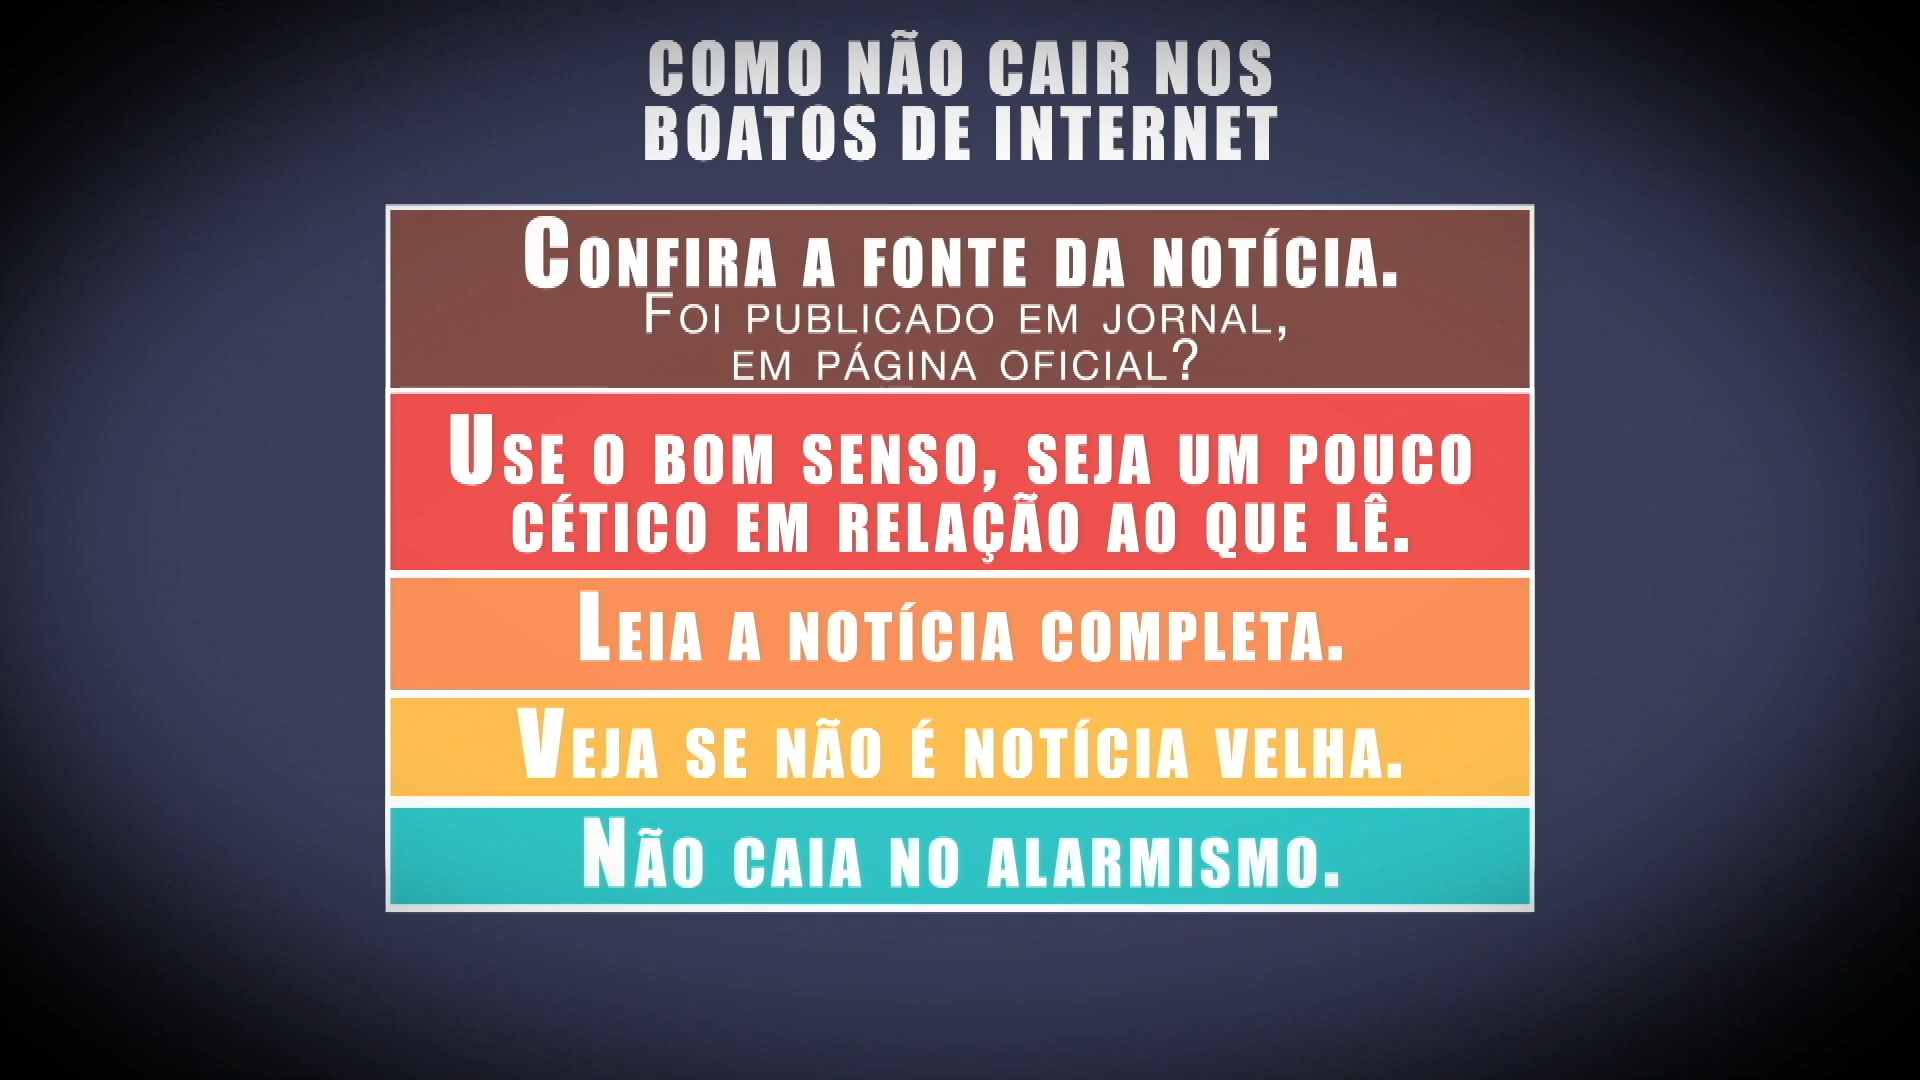 COMO NÃO CAIR NOS
BOATOS DE INTERNET
CONFIRA A FONTE DA NOTÍCIA.
FOI PUBLICADO EM JORNAL,
EM PÁGINA OFICIAL?
USE O BOM SENSO, SEJA UM POUCO
CÉTICO EM RELAÇÃO AO QUE LÊ.
LEIA A NOTÍCIA COMPLETA.
VEJA SE NÃO É NOTÍCIA VELHA.
NÃO CAIA NO ALARMISMO.